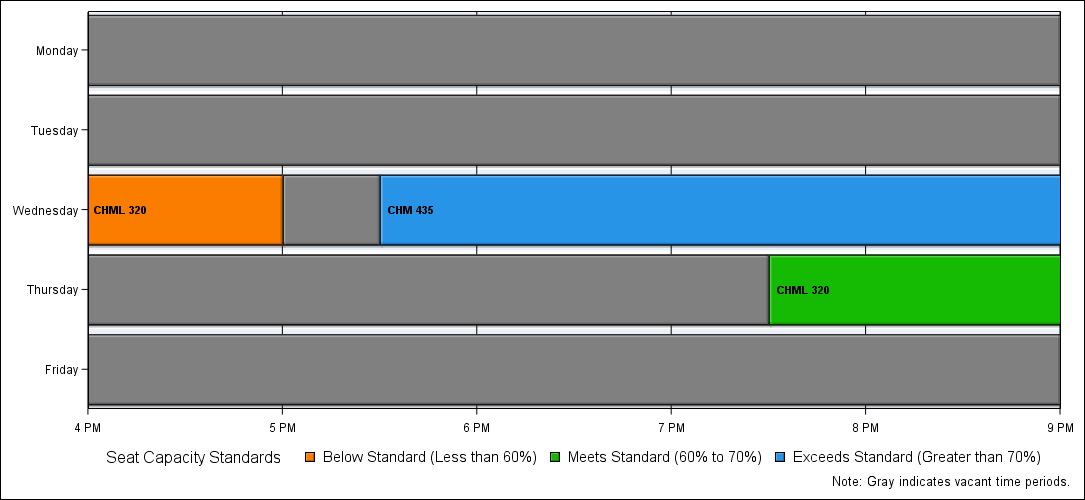 Monday
Tuesday
Wednesday
CHML 320
CHM 435
Thursday
CHML 320
Friday
4 PM 5 PM 6 PM 7 PM 8 PM 9 PM
Seat Capacity Standards Below Standard (Less than 60%) Meets Standard (60% to 70%) Exceeds Standard (Greater than 70%)
Note: Gray indicates vacant time periods.